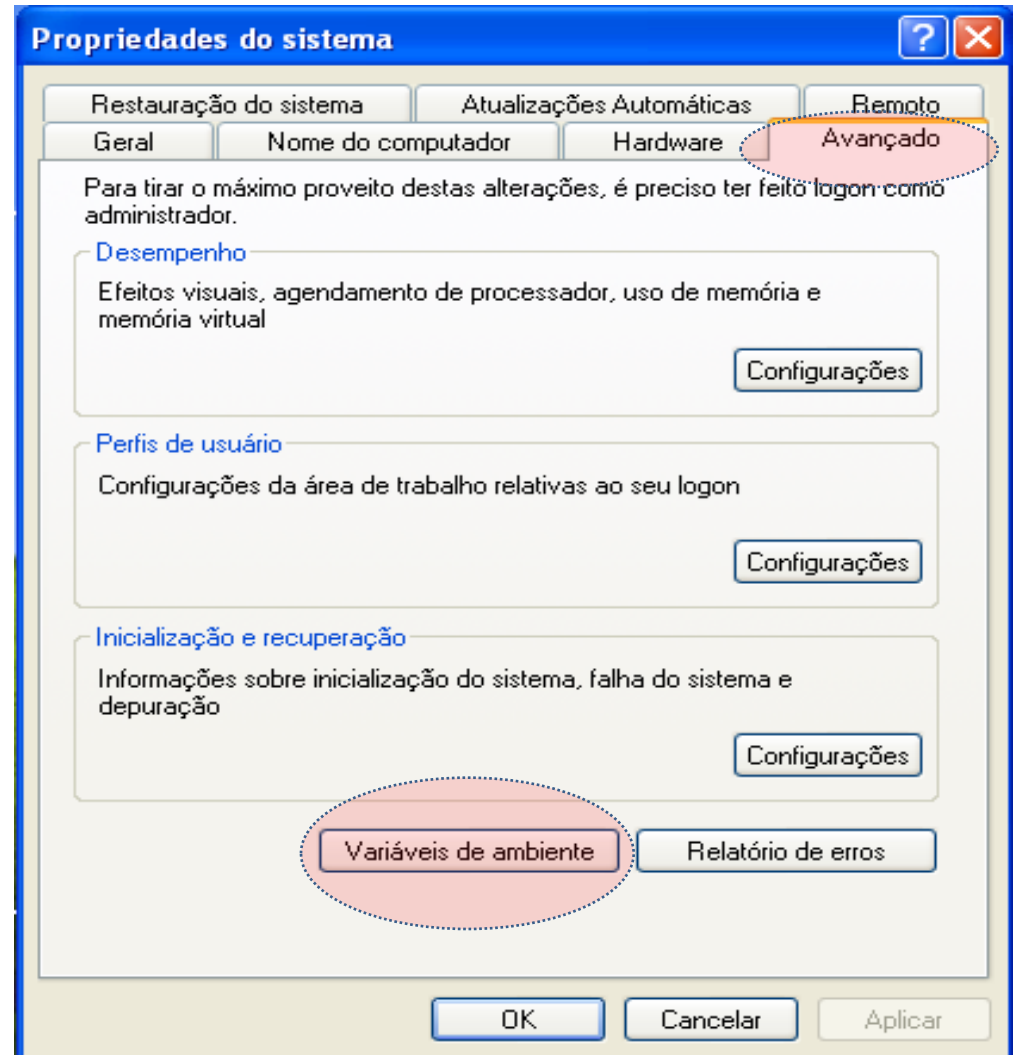 Propriedades do sistema
Restauração do sistema
Atualizações Automáticas
Remoto
Geral
Nome do computador
Hardware
Avançado
Para tirar o máximo proveito destas alterações, é preciso ter feito logon como
administrador.
Desempenho
Efeitos visuais, agendamento de processador, uso de memória e
memória virtual
Configurações
Perfis de usuário
Configurações da área de trabalho relativas ao seu logon
Configurações
Inicialização e recuperação
Informações sobre inicialização do sistema, falha do sistema e
depuração
Configurações
Variáveis de ambiente
Relatório de erros
OK
Cancelar
Aplicar